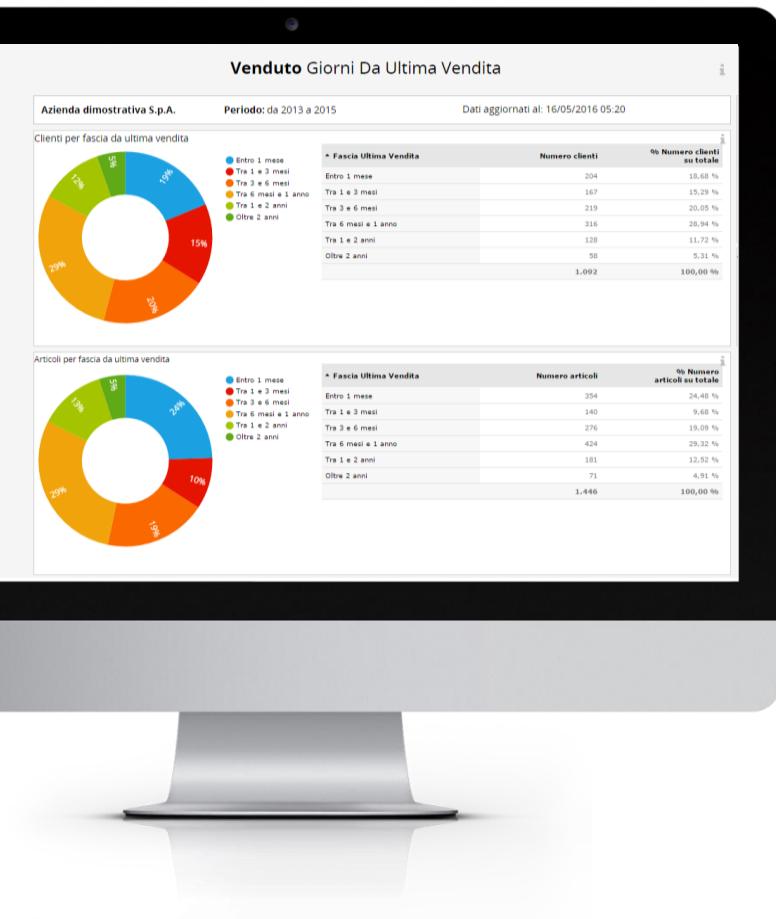 Venduto Giorni Da Ultima Vendita
Azienda dimostrativa S.p.A. Periodo: da 2013 a 2015 Dati aggiornati al: 16/05/2016 05:20
Clienti per fascia da ultima vendita
19%
15%
20%
29%
12%
5%
Entro 1 mese
Tra 1 e 3 mesi
Tra 3 e 6 mesi
Tra 6 mesi e 1 anno
Tra 1 e 2 anni
Oltre 2 anni
Fascia Ultima Vendita Numero clienti % Numero clienti su totale
Entro 1 mese 204 18,68 %
Tra 1 e 3 mesi 167 15,29 %
Tra 3 e 6 mesi 219 20,05 %
Tra 6 mesi e 1 anno 316 28,94 %
Tra 1 e 2 anni 128 11,72 %
Oltre 2 anni 58 5,31 %
1.092 100,00 %
Articoli per fascia da ultima vendita
24%
10%
19%
29%
13%
5%
Entro 1 mese
Tra 1 e 3 mesi
Tra 3 e 6 mesi
Tra 6 mesi e 1 anno
Tra 1 e 2 anni
Oltre 2 anni
Fascia Ultima Vendita Numero articoli % Numero articoli su totale
Entro 1 mese 354 24,48 %
Tra 1 e 3 mesi 140 9,68 %
Tra 3 e 6 mesi 276 19,09 %
Tra 6 mesi e 1 anno 424 29,32 %
Tra 1 e 2 anni 181 12,52 %
Oltre 2 anni 71 4,91 %
1.446 100,00 %